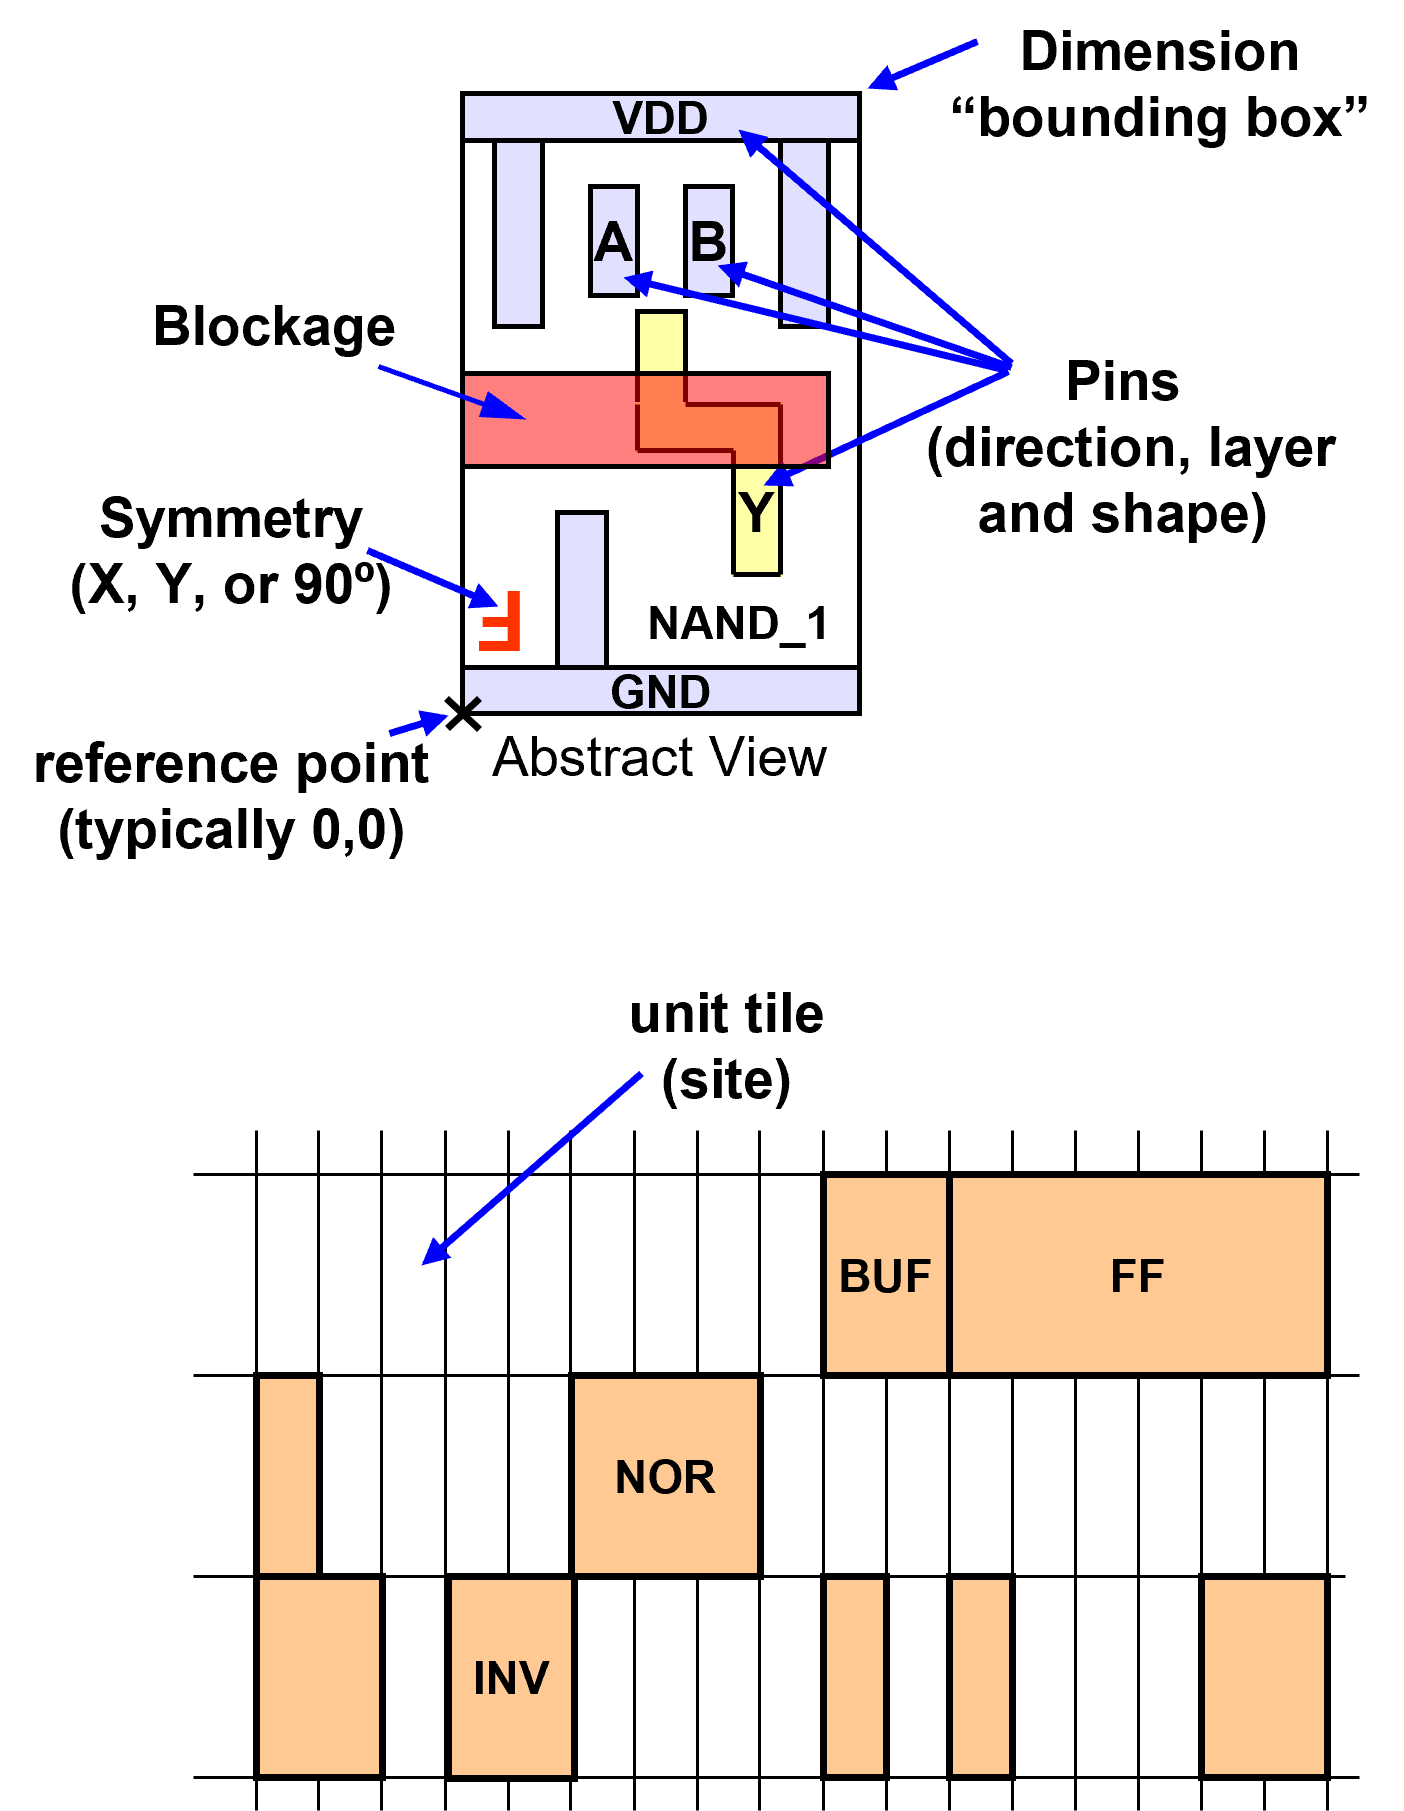 Dimension
“bounding box”
VDD
A B
Blockage
Pins
(direction, layer
and shape)
Y
Symmetry
(X, Y, or 90º)
F
NAND_1
GND
reference point
(typically 0,0)
Abstract View
unit tile
(site)
BUF FF
NOR
INV